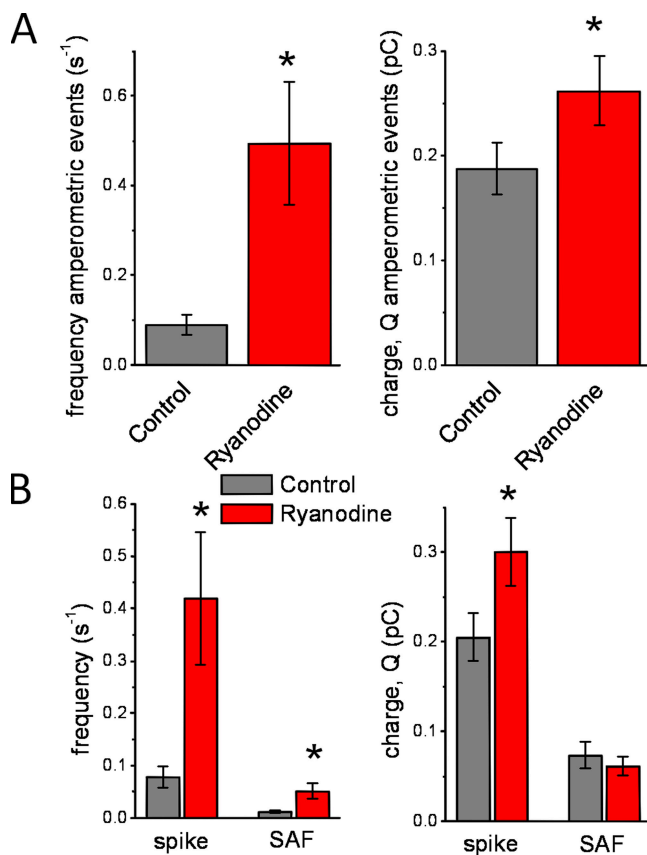 A
frequency amperometric events (s⁻¹)
0.6
0.4
0.2
0.0
*
Control
Ryanodine
charge, Q amperometric events (pC)
0.3
0.2
0.1
0.0
*
Control
Ryanodine
B
Control
Ryanodine
frequency (s⁻¹)
0.6
0.5
0.4
0.3
0.2
0.1
0.0
*
*
spike
SAF
charge, Q (pC)
0.3
0.2
0.1
0.0
*
spike
SAF